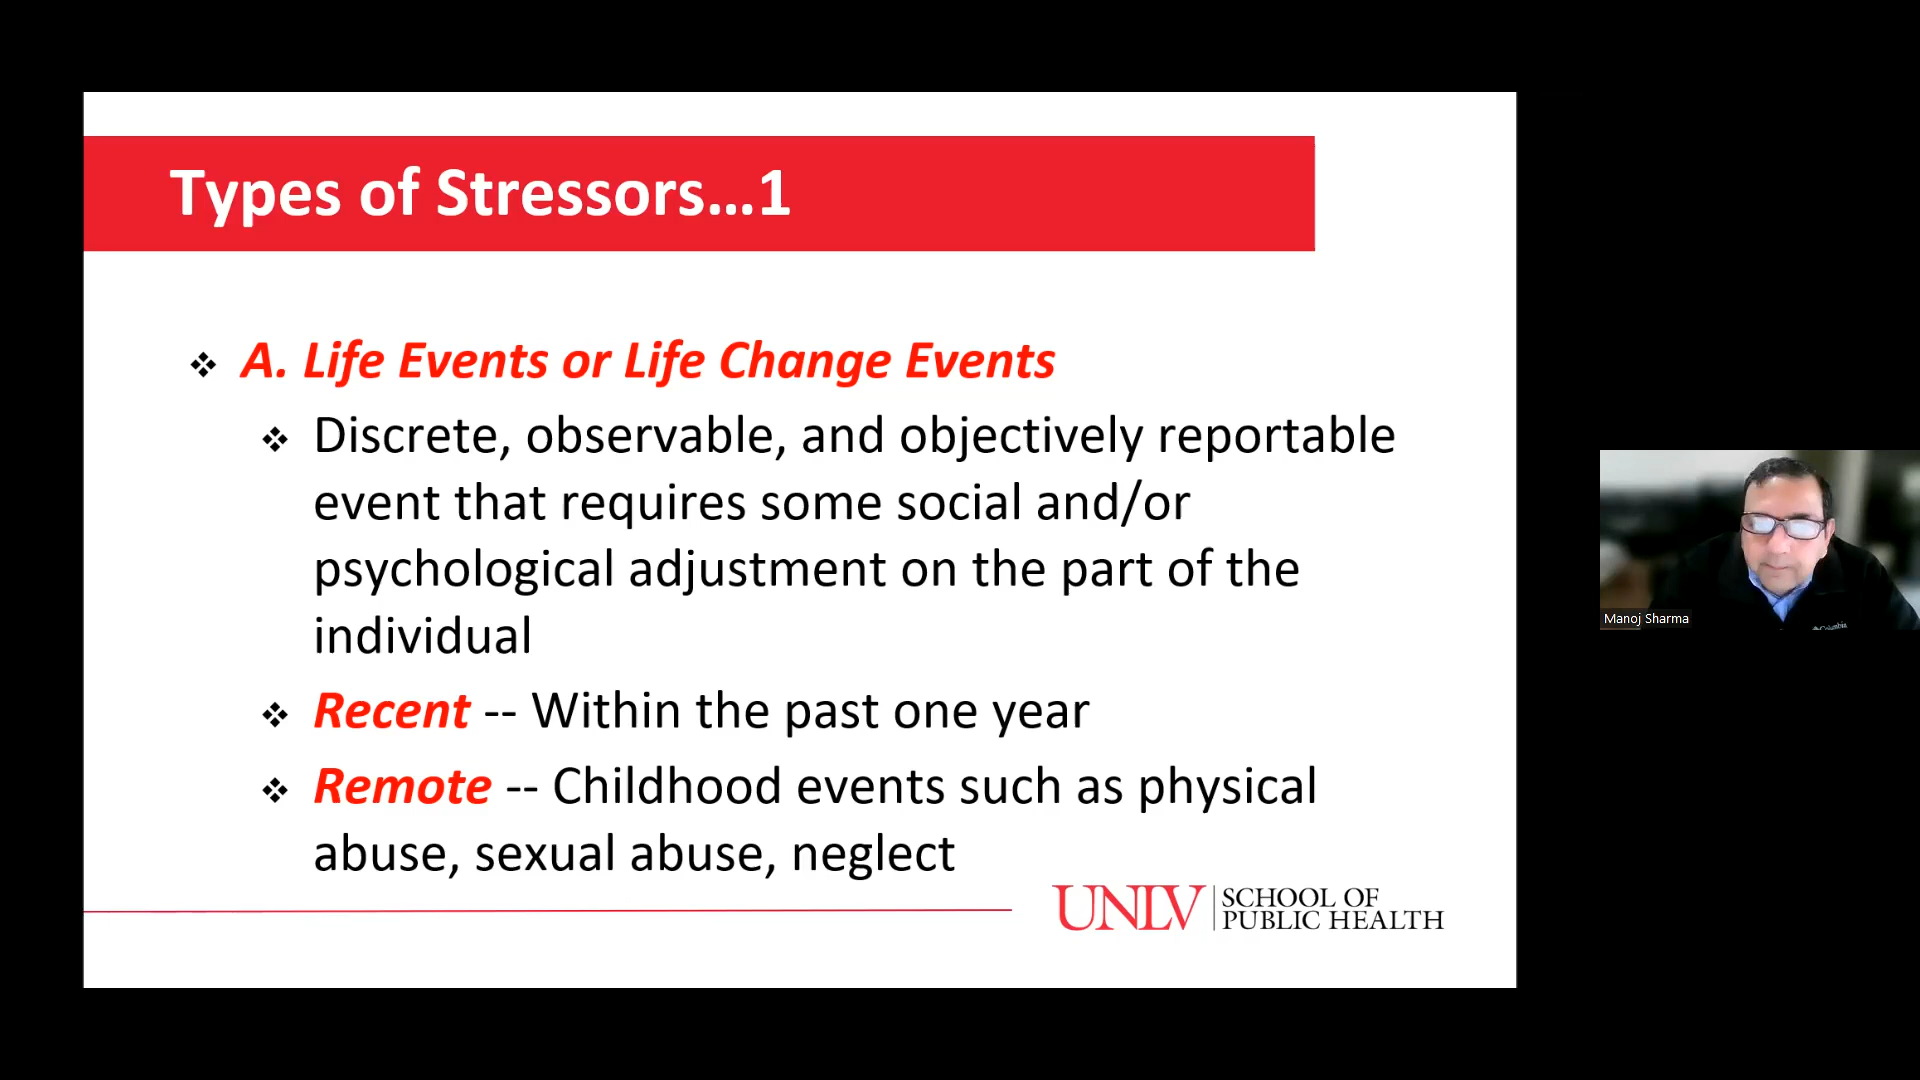 Types of Stressors...1
❖ A. Life Events or Life Change Events
❖ Discrete, observable, and objectively reportable
event that requires some social and/or
psychological adjustment on the part of the
individual
❖ Recent -- Within the past one year
❖ Remote -- Childhood events such as physical
abuse, sexual abuse, neglect
UNLV SCHOOL OF
PUBLIC HEALTH
Columbia
Manoj Sharma